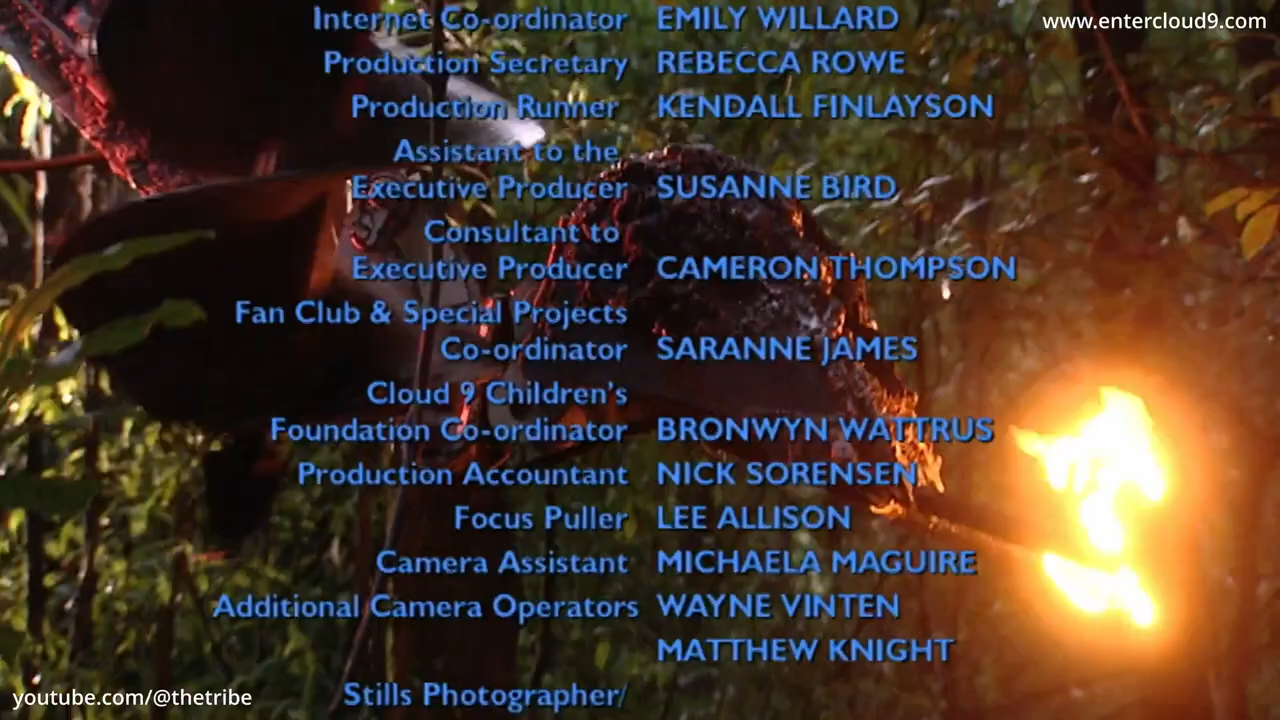 Internet Co-ordinator EMILY WILLARD
www.entercloud9.com
Production Secretary REBECCA ROWE
Production Runner KENDALL FINLAYSON
Assistant to the
Executive Producer SUSANNE BIRD
Consultant to
Executive Producer CAMERON THOMPSON
Fan Club & Special Projects
Co-ordinator SARANNE JAMES
Cloud 9 Children's
Foundation Co-ordinator BRONWYN WATTRUS
Production Accountant NICK SORENSEN
Focus Puller LEE ALLISON
Camera Assistant MICHAELA MAGUIRE
Additional Camera Operators WAYNE VINTEN
MATTHEW KNIGHT
Stills Photographer/
youtube.com/@thetribe